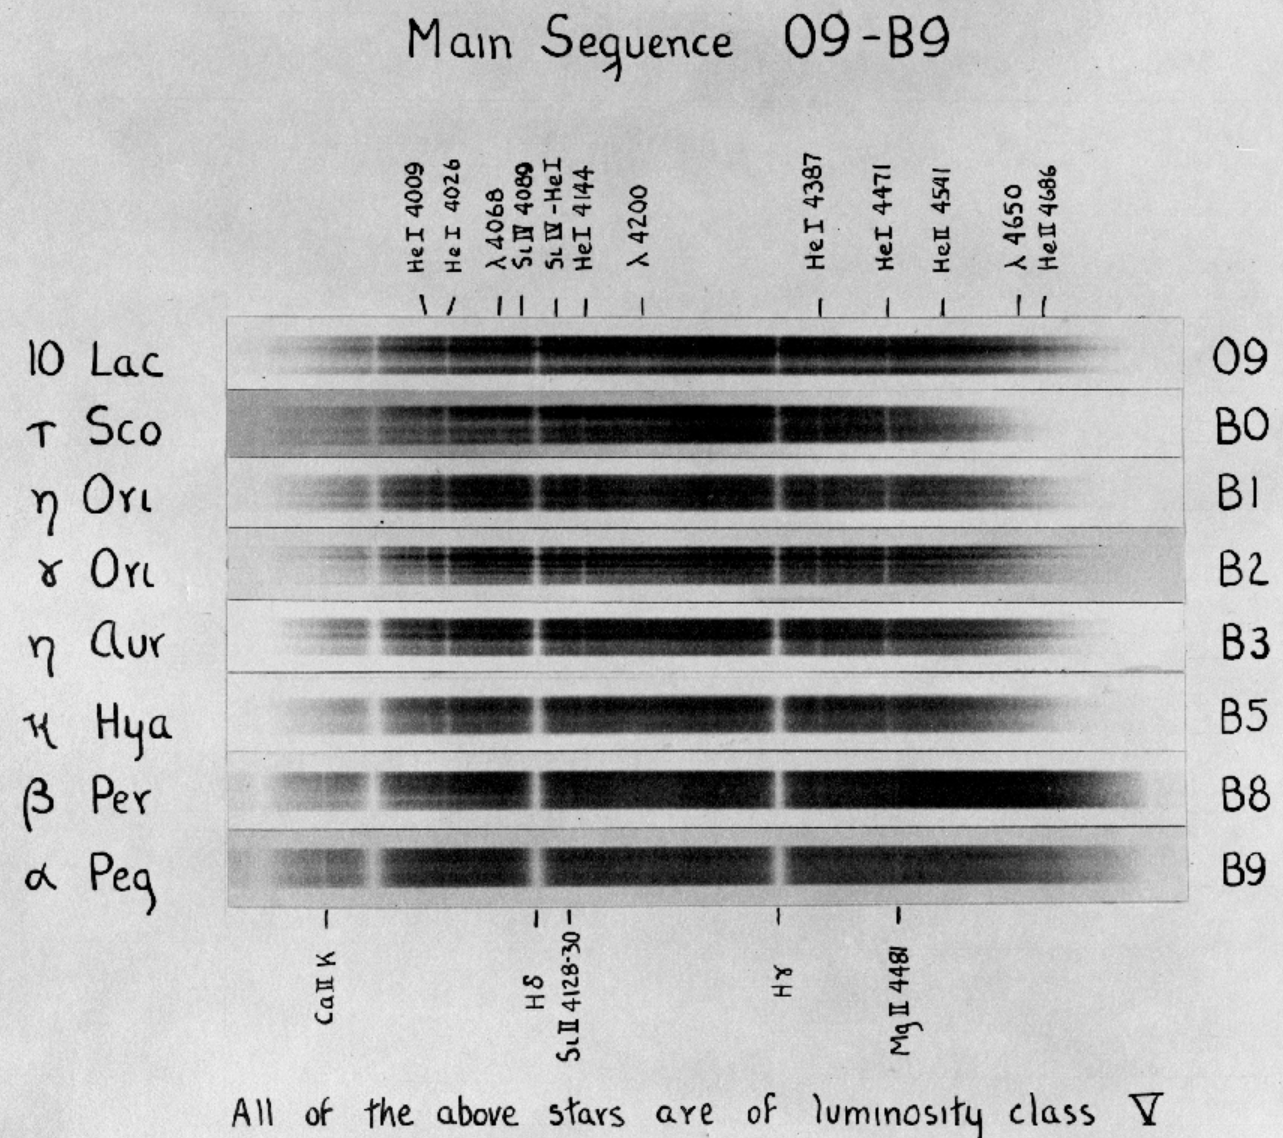 Main Sequence O9-B9
He I 4009
He I 4026
λ 4068
Si IV 4089
Si IV-He I
He I 4144
λ 4200
He I 4387
He I 4471
He II 4541
λ 4650
He II 4686
10 Lac O9
τ Sco B0
η Ori B1
γ Ori B2
η Aur B3
κ Hya B5
β Per B8
α Peg B9
Ca II K
Hδ
Si II 4128-30
Hγ
Mg II 4481
All of the above stars are of luminosity class V